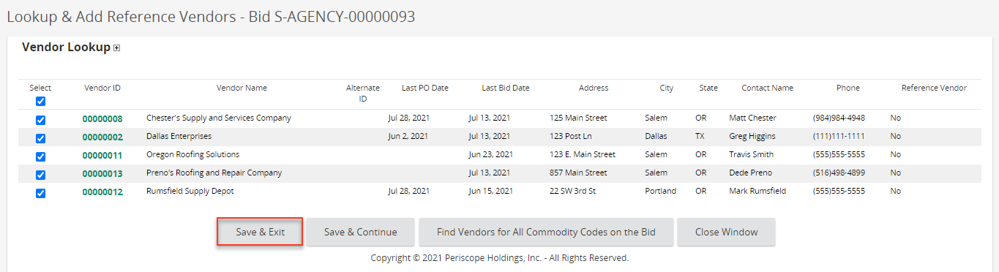 Lookup & Add Reference Vendors - Bid S-AGENCY-00000093
Vendor Lookup
Select Vendor ID Vendor Name Alternate ID Last PO Date Last Bid Date Address City State Contact Name Phone Reference Vendor
00000008 Chester's Supply and Services Company Jul 28, 2021 Jul 13, 2021 125 Main Street Salem OR Matt Chester (984)984-4948 No
00000002 Dallas Enterprises Jun 2, 2021 Jul 13, 2021 123 Post Ln Dallas TX Greg Higgins (111)111-1111 No
00000011 Oregon Roofing Solutions Jun 23, 2021 123 E. Main Street Salem OR Travis Smith (555)555-5555 No
00000013 Preno's Roofing and Repair Company Jul 13, 2021 857 Main Street Salem OR Dede Preno (516)498-4899 No
00000012 Rumsfield Supply Depot Jul 28, 2021 Jun 15, 2021 22 SW 3rd St Portland OR Mark Rumsfield (555)555-5555 No
Save & Exit Save & Continue Find Vendors for All Commodity Codes on the Bid Close Window
Copyright © 2021 Periscope Holdings, Inc. - All Rights Reserved.